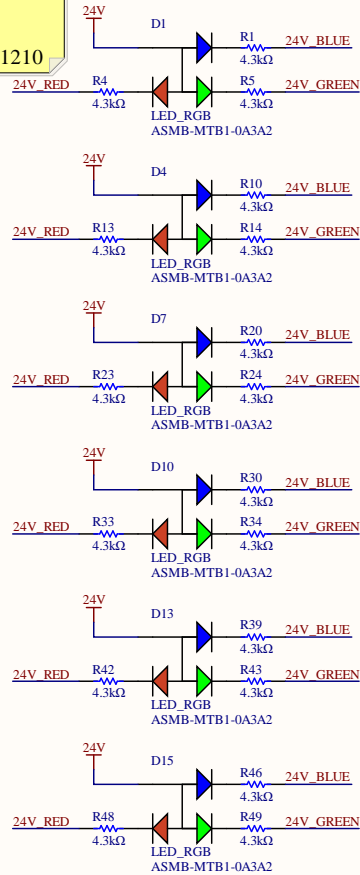 1210
24V
D1
R1
24V_BLUE
4.3kΩ
24V_RED
R4
R5
24V_GREEN
4.3kΩ
4.3kΩ
LED_RGB
ASMB-MTB1-0A3A2
24V
D4
R10
24V_BLUE
4.3kΩ
24V_RED
R13
R14
24V_GREEN
4.3kΩ
4.3kΩ
LED_RGB
ASMB-MTB1-0A3A2
24V
D7
R20
24V_BLUE
4.3kΩ
24V_RED
R23
R24
24V_GREEN
4.3kΩ
4.3kΩ
LED_RGB
ASMB-MTB1-0A3A2
24V
D10
R30
24V_BLUE
4.3kΩ
24V_RED
R33
R34
24V_GREEN
4.3kΩ
4.3kΩ
LED_RGB
ASMB-MTB1-0A3A2
24V
D13
R39
24V_BLUE
4.3kΩ
24V_RED
R42
R43
24V_GREEN
4.3kΩ
4.3kΩ
LED_RGB
ASMB-MTB1-0A3A2
24V
D15
R46
24V_BLUE
4.3kΩ
24V_RED
R48
R49
24V_GREEN
4.3kΩ
4.3kΩ
LED_RGB
ASMB-MTB1-0A3A2